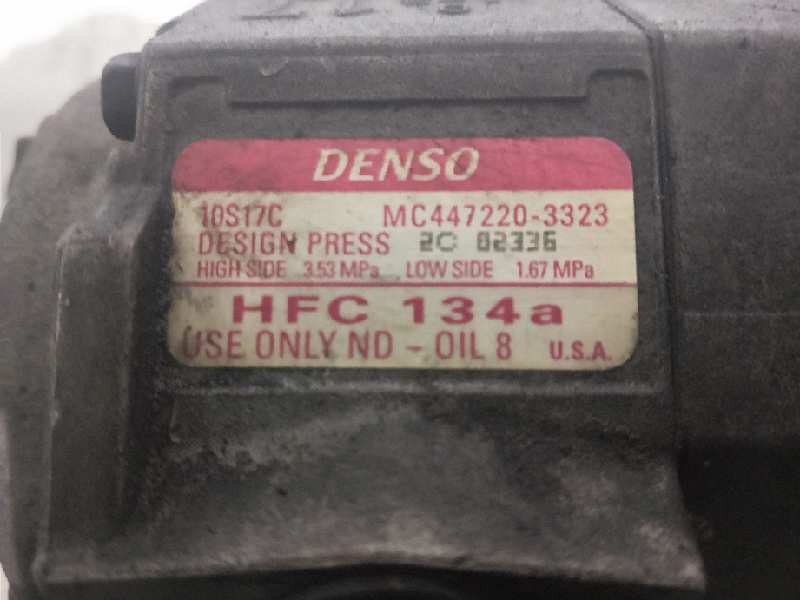 DENSO
10S17C MC447220-3323
DESIGN PRESS 2C 02336
HIGH SIDE 3.53 MPa LOW SIDE 1.67 MPa
HFC 134a
USE ONLY ND - OIL 8 U.S.A.